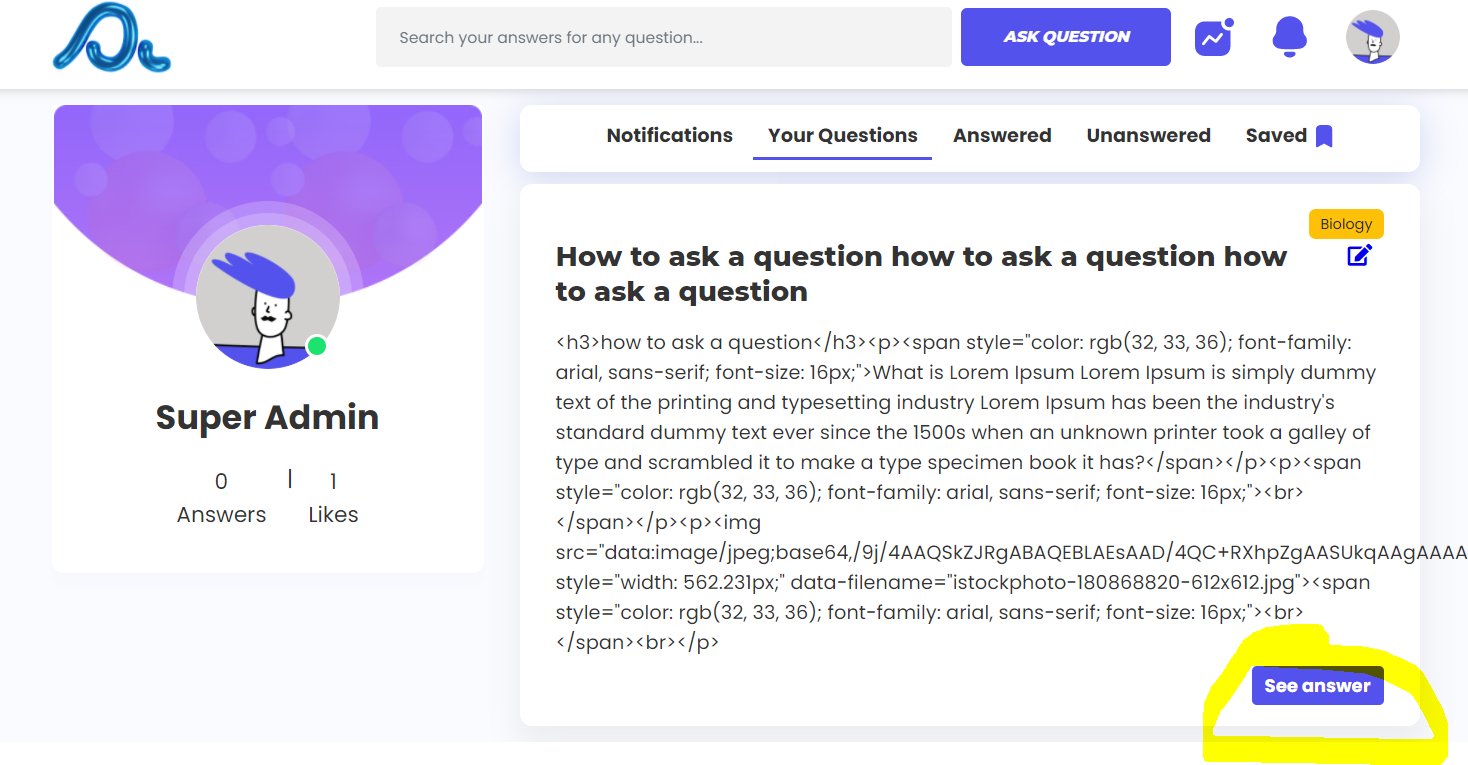 Search your answers for any question...
ASK QUESTION
Notifications
Your Questions
Answered
Unanswered
Saved
Super Admin
0 | 1
Answers Likes
Biology
How to ask a question how to ask a question how
to ask a question
<h3>how to ask a question</h3><p><span style="color: rgb(32, 33, 36); font-family:
arial, sans-serif; font-size: 16px;">What is Lorem Ipsum Lorem Ipsum is simply dummy
text of the printing and typesetting industry Lorem Ipsum has been the industry's
standard dummy text ever since the 1500s when an unknown printer took a galley of
type and scrambled it to make a type specimen book it has?</span></p><p><span
style="color: rgb(32, 33, 36); font-family: arial, sans-serif; font-size: 16px;"><br>
</span></p><p><img
src="data:image/jpeg;base64,/9j/4AAQSkZJRgABAQEBLAEsAAD/4QC+RXhpZgAASUkqAAgAAAA
style="width: 562.231px;" data-filename="istockphoto-180868820-612x612.jpg"><span
style="color: rgb(32, 33, 36); font-family: arial, sans-serif; font-size: 16px;"><br>
</span><br></p>
See answer